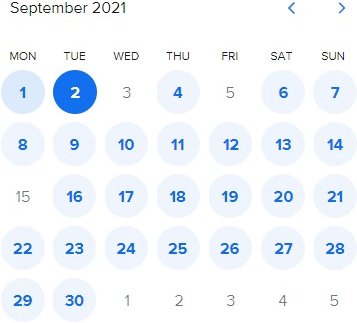 September 2021
MON TUE WED THU FRI SAT SUN
1 2 3 4 5 6 7
8 9 10 11 12 13 14
15 16 17 18 19 20 21
22 23 24 25 26 27 28
29 30 1 2 3 4 5